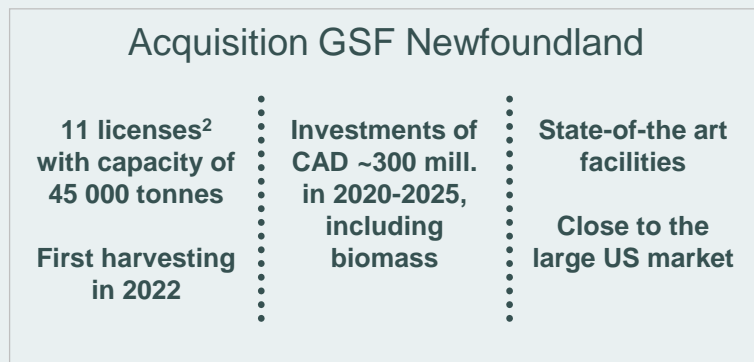 Acquisition GSF Newfoundland
11 licenses²
with capacity of
45 000 tonnes
First harvesting
in 2022
Investments of
CAD ~300 mill.
in 2020-2025,
including
biomass
State-of-the art
facilities
Close to the
large US market